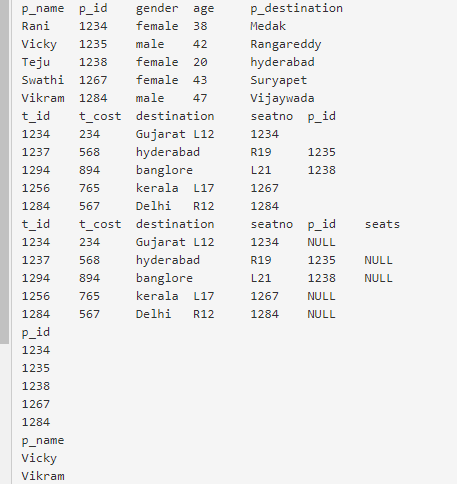 p_name p_id gender age p_destination
Rani 1234 female 38 Medak
Vicky 1235 male 42 Rangareddy
Teju 1238 female 20 hyderabad
Swathi 1267 female 43 Suryapet
Vikram 1284 male 47 Vijaywada
t_id t_cost destination seatno p_id
1234 234 Gujarat L12 1234
1237 568 hyderabad R19 1235
1294 894 banglore L21 1238
1256 765 kerala L17 1267
1284 567 Delhi R12 1284
t_id t_cost destination seatno p_id seats
1234 234 Gujarat L12 1234 NULL
1237 568 hyderabad R19 1235 NULL
1294 894 banglore L21 1238 NULL
1256 765 kerala L17 1267 NULL
1284 567 Delhi R12 1284 NULL
p_id
1234
1235
1238
1267
1284
p_name
Vicky
Vikram